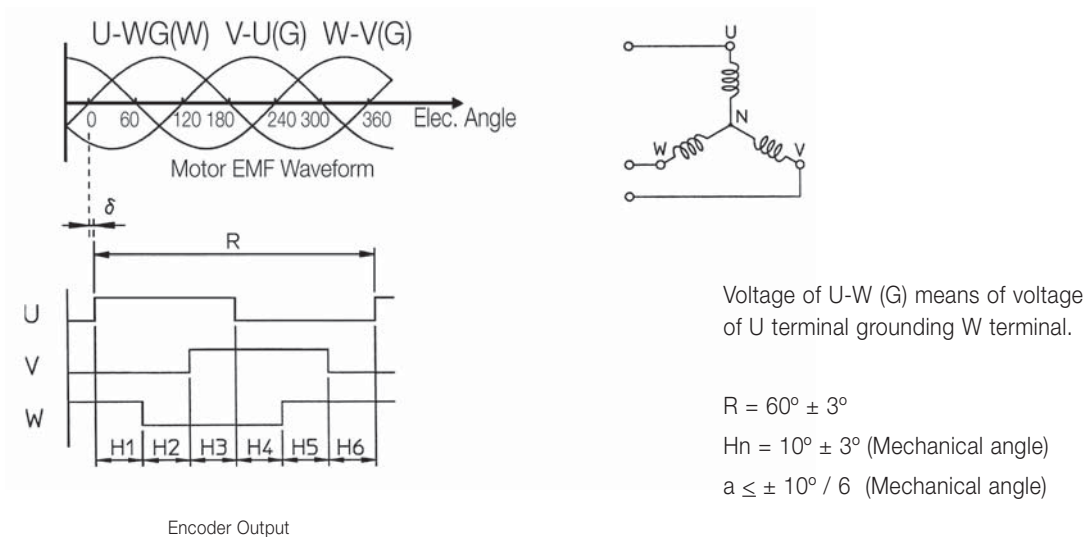 U-WG(W) V-U(G) W-V(G)
0 60 120 180 240 300 360 Elec. Angle
Motor EMF Waveform
δ
R
U
V
W
H1 H2 H3 H4 H5 H6
Encoder Output
U
N
W
V
Voltage of U-W (G) means of voltage
of U terminal grounding W terminal.
R = 60º ± 3º
Hn = 10º ± 3º (Mechanical angle)
a ≤ ± 10º / 6 (Mechanical angle)